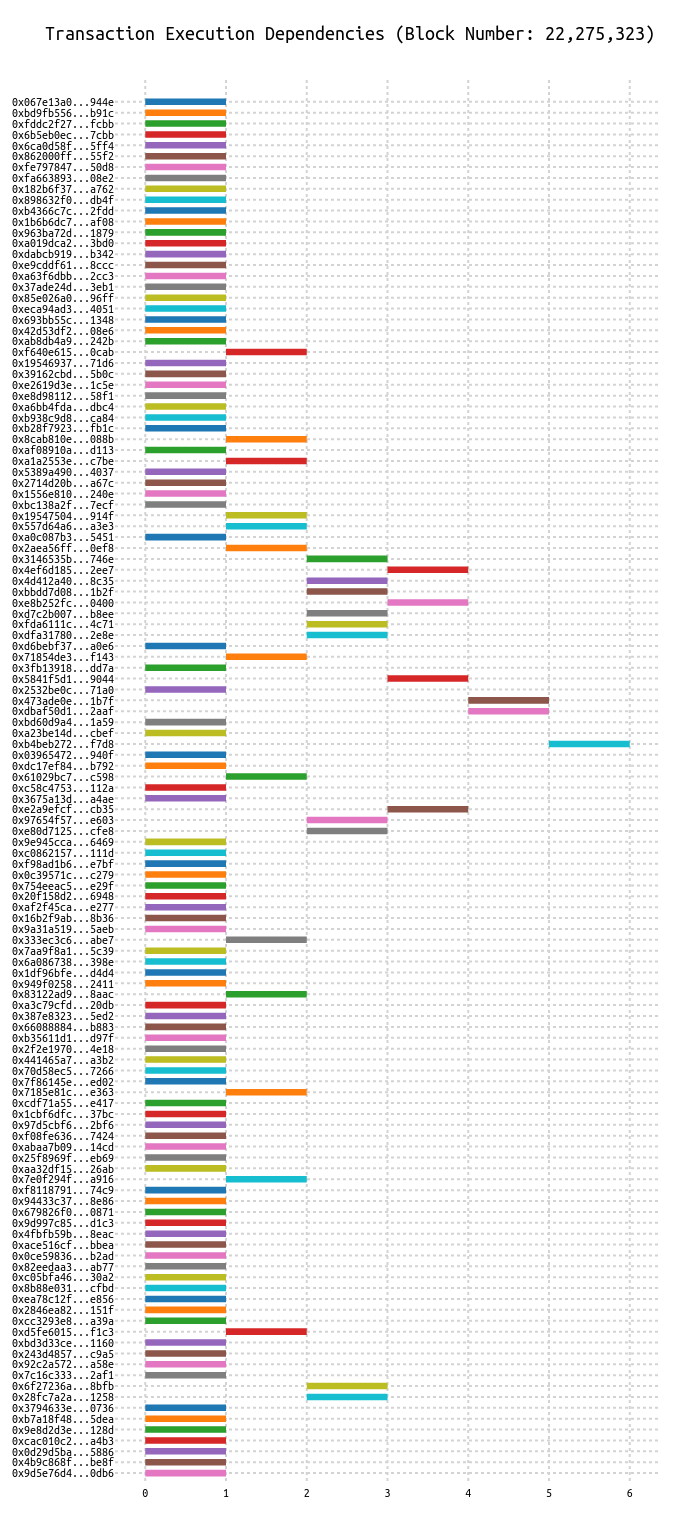 Transaction Execution Dependencies (Block Number: 22,275,323)
0x067e13a0...944e
0xbd9fb556...b91c
0xfddc2f27...fcbb
0x6b5eb0ec...7cbb
0x6ca0d58f...5ff4
0x862000ff...55f2
0xfe797847...50d8
0xfa663893...08e2
0x182b6f37...a762
0x898632f0...db4f
0xb4366c7c...2fdd
0x1b6b6dc7...af08
0x963ba72d...1879
0xa019dca2...3bd0
0xdabcb919...b342
0xe9cddf61...8ccc
0xa63f6dbb...2cc3
0x37ade24d...3eb1
0x85e026a0...96ff
0xeca94ad3...4051
0x693bb55c...1348
0x42d53df2...08e6
0xab8db4a9...242b
0xf640e615...0cab
0x19546937...71d6
0x39162cbd...5b0c
0xe2619d3e...1c5e
0xe8d98112...58f1
0xa6bb4fda...dbc4
0xb938c9d8...ca84
0xb28f7923...fb1c
0x8cab810e...088b
0xaf08910a...d113
0xa1a2553e...c7be
0x5389a490...4037
0x2714d20b...a67c
0x1556e810...240e
0xbc138a2f...7ecf
0x19547504...914f
0x557d64a6...a3e3
0xa0c087b3...5451
0x2aea56ff...0ef8
0x3146535b...746e
0x4ef6d185...2ee7
0x4d412a40...8c35
0xbbdd7d08...1b2f
0xe8b252fc...0400
0xd7c2b007...b8ee
0xfda6111c...4c71
0xdfa31780...2e8e
0xd6bebf37...a0e6
0x71854de3...f143
0x3fb13918...dd7a
0x5841f5d1...9044
0x2532be0c...71a0
0x473ade0e...1b7f
0xdbaf50d1...2aaf
0xbd60d9a4...1a59
0xa23be14d...cbef
0xb4beb272...f7d8
0x03965472...940f
0xdc17ef84...b792
0x61029bc7...c598
0xc58c4753...112a
0x3675a13d...a4ae
0xe2a9efcf...cb35
0x97654f57...e603
0xe80d7125...cfe8
0x9e945cca...6469
0xc0862157...111d
0xf98ad1b6...e7bf
0x0c39571c...c279
0x754eeac5...e29f
0x20f158d2...6948
0xaf2f45ca...e277
0x16b2f9ab...8b36
0x9a31a519...5aeb
0x333ec3c6...abe7
0x7aa9f8a1...5c39
0x6a086738...398e
0x1df96bfe...d4d4
0x949f0258...2411
0x83122ad9...8aac
0xa3c79cfd...20db
0x387e8323...5ed2
0x66088884...b883
0xb35611d1...d97f
0x2f2e1970...4e18
0x441465a7...a3b2
0x70d58ec5...7266
0x7f86145e...ed02
0x7185e81c...e363
0xcdf71a55...e417
0x1cbf6dfc...37bc
0x97d5cbf6...2bf6
0xf08fe636...7424
0xabaa7b09...14cd
0x25f8969f...eb69
0xaa32df15...26ab
0x7e0f294f...a916
0xf8118791...74c9
0x94433c37...8e86
0x679826f0...0871
0x9d997c85...d1c3
0x4fbfb59b...8eac
0xace516cf...bbea
0x0ce59836...b2ad
0x82eedaa3...ab77
0xc05bfa46...30a2
0x8b88e031...cfbd
0xea78c12f...e856
0x2846ea82...151f
0xcc3293e8...a39a
0xd5fe6015...f1c3
0xbd3d33ce...1160
0x243d4857...c9a5
0x92c2a572...a58e
0x7c16c333...2af1
0x6f27236a...8bfb
0x28fc7a2a...1258
0x3794633e...0736
0xb7a18f48...5dea
0x9e8d2d3e...128d
0xcac010c2...a4b3
0x0d29d5ba...5886
0x4b9c868f...be8f
0x9d5e76d4...0db6
0 1 2 3 4 5 6